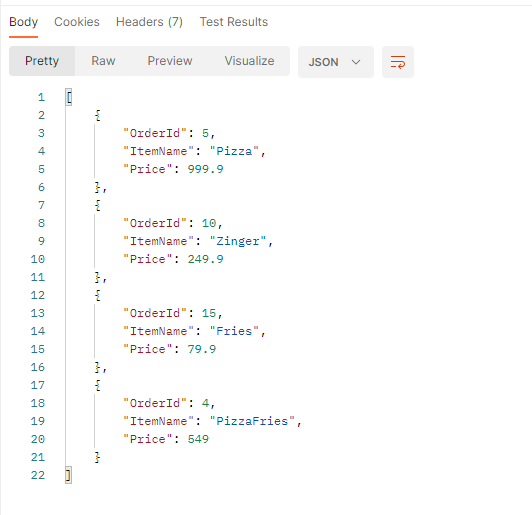 Body Cookies Headers (7) Test Results
Pretty Raw Preview Visualize JSON
1 [
2 {
3 "OrderId": 5,
4 "ItemName": "Pizza",
5 "Price": 999.9
6 },
7 {
8 "OrderId": 10,
9 "ItemName": "Zinger",
10 "Price": 249.9
11 },
12 {
13 "OrderId": 15,
14 "ItemName": "Fries",
15 "Price": 79.9
16 },
17 {
18 "OrderId": 4,
19 "ItemName": "PizzaFries",
20 "Price": 549
21 }
22 ]